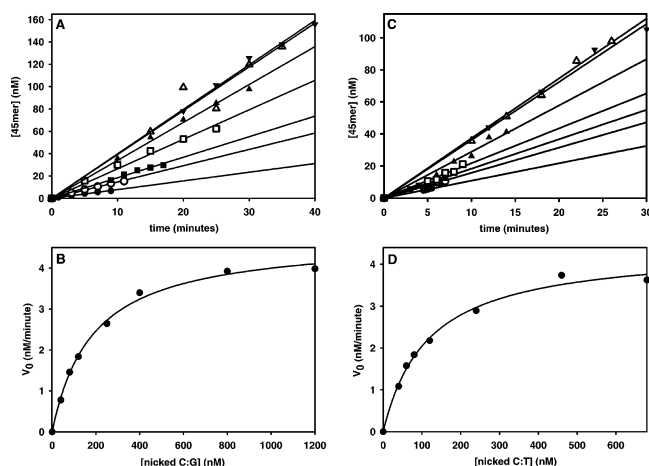 A
[45mer] (nM)
160
140
120
100
80
60
40
20
0
0 10 20 30 40
time (minutes)
C
[45mer] (nM)
100
80
60
40
20
0
0 5 10 15 20 25 30
time (minutes)
B
V0 (nM/minute)
4
3
2
1
0
0 200 400 600 800 1000 1200
[nicked C:G] (nM)
D
V0 (nM/minute)
4
3
2
1
0
0 100 200 300 400 500 600
[nicked C:T] (nM)